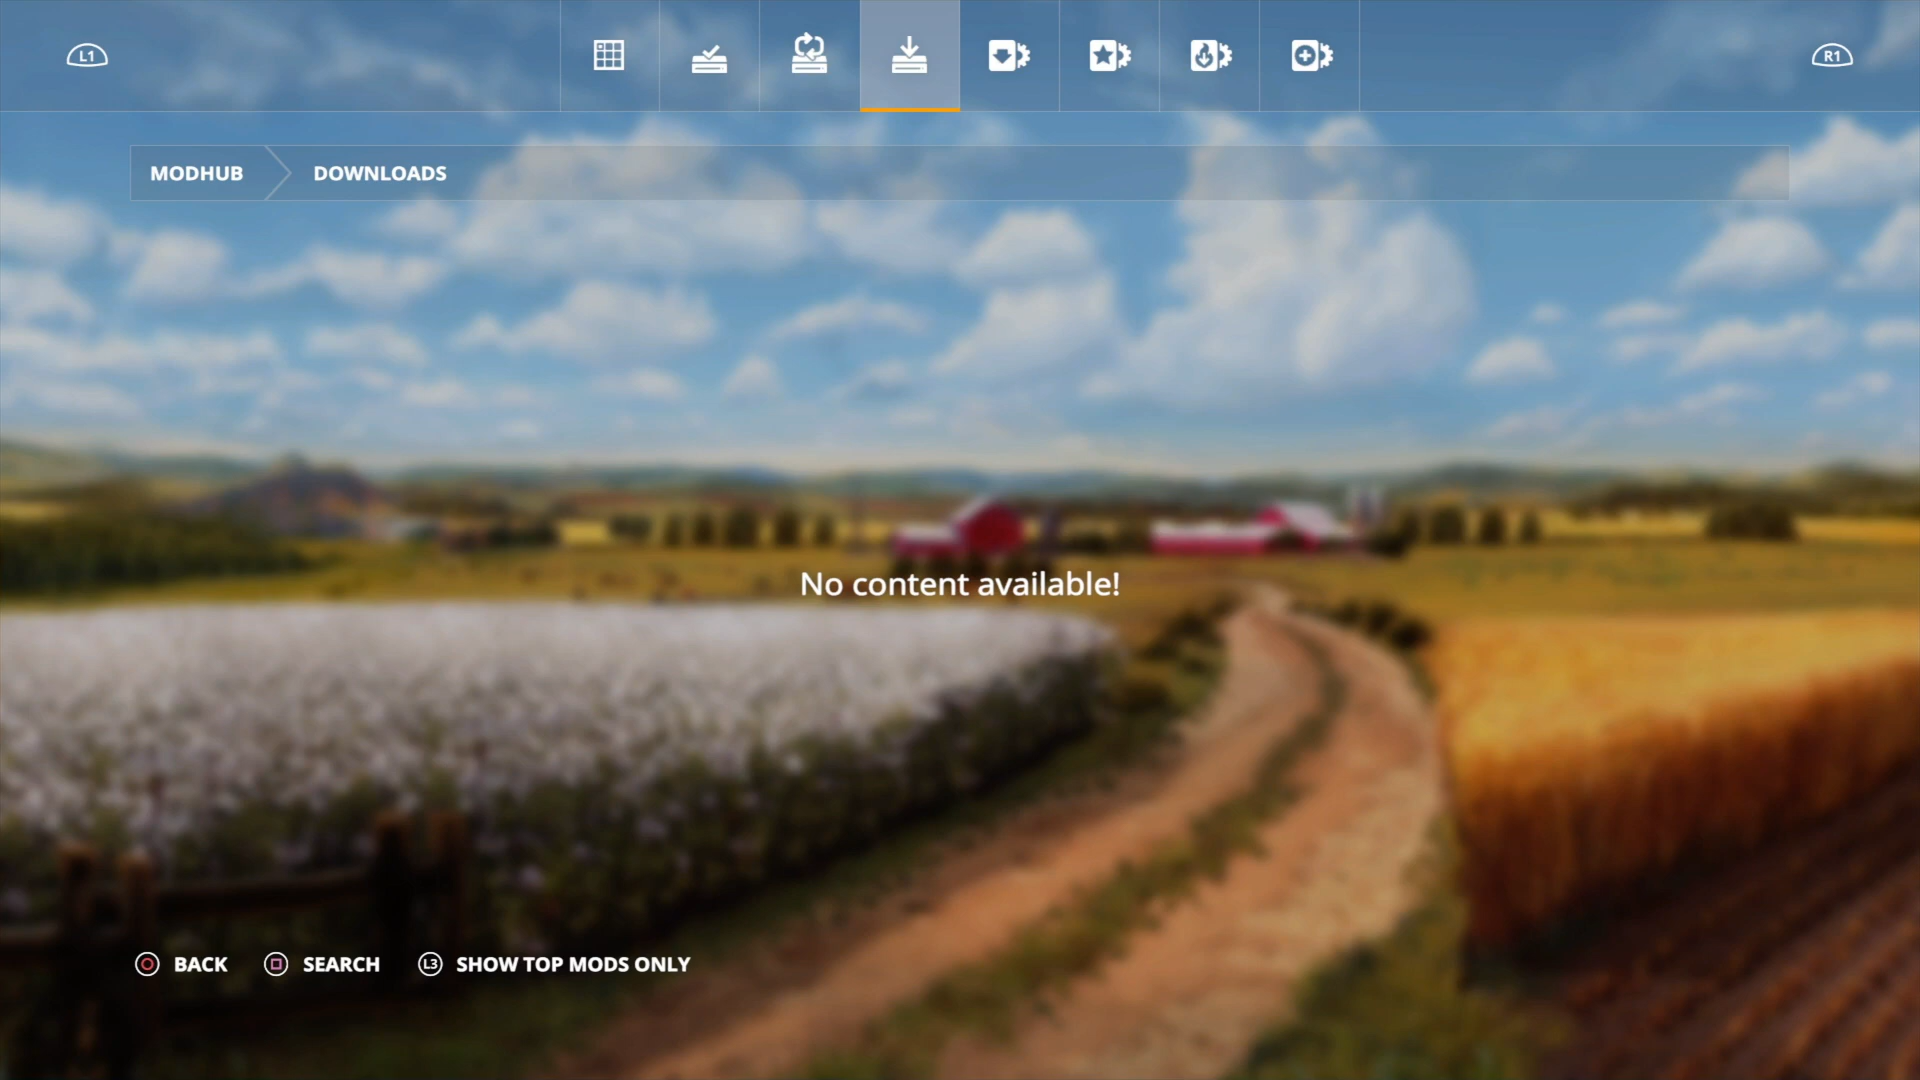 L1
R1
MODHUB
DOWNLOADS
No content available!
BACK
SEARCH
L3 SHOW TOP MODS ONLY